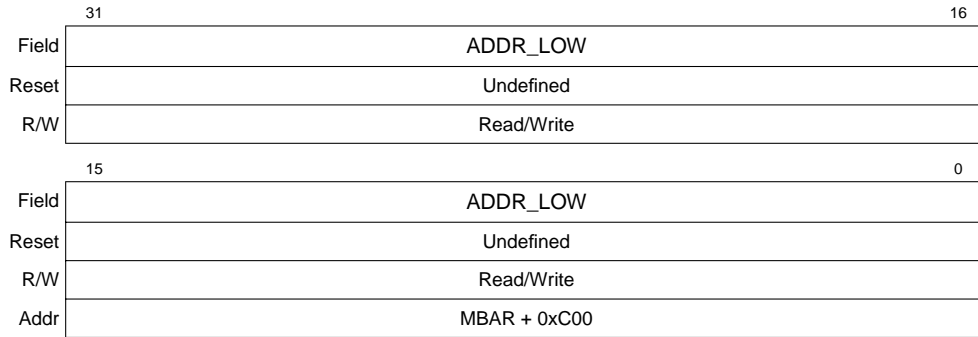 31 16
Field ADDR_LOW
Reset Undefined
R/W Read/Write
15 0
Field ADDR_LOW
Reset Undefined
R/W Read/Write
Addr MBAR + 0xC00